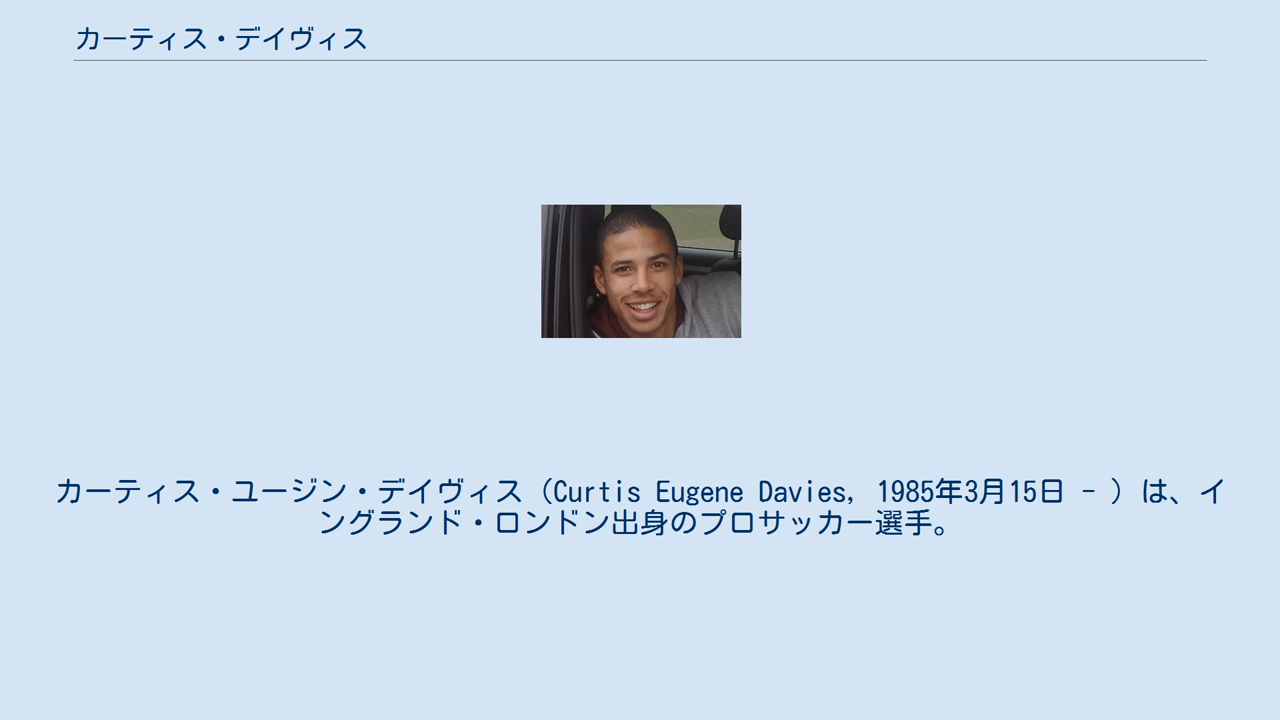 カーティス・デイヴィス
カーティス・ユージン・デイヴィス（Curtis Eugene Davies, 1985年3月15日 - ）は、イ
ングランド・ロンドン出身のプロサッカー選手。